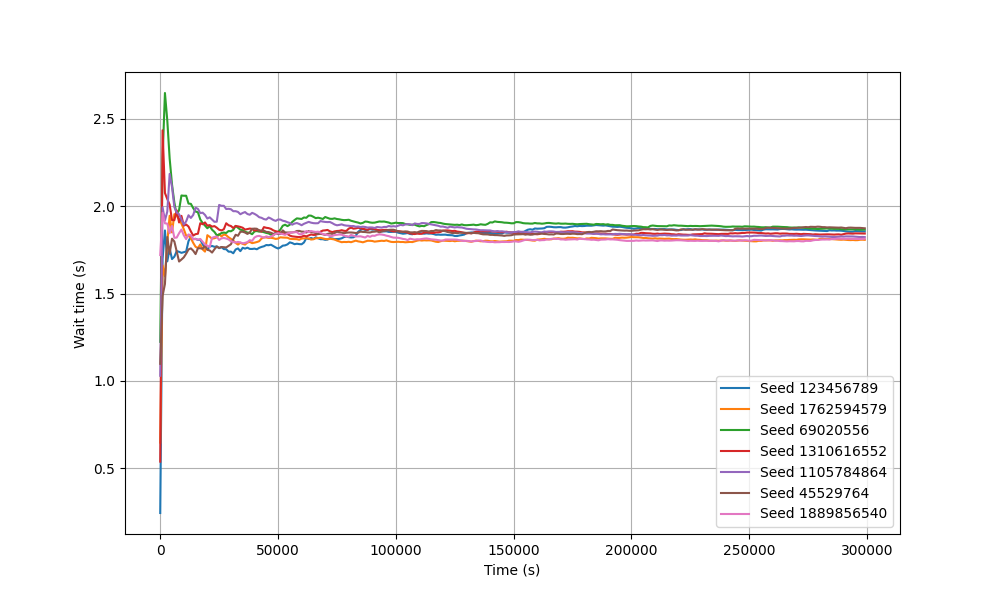 2.5
2.0
1.5
1.0
0.5
Wait time (s)
0 50000 100000 150000 200000 250000 300000
Time (s)
Seed 123456789
Seed 1762594579
Seed 69020556
Seed 1310616552
Seed 1105784864
Seed 45529764
Seed 1889856540